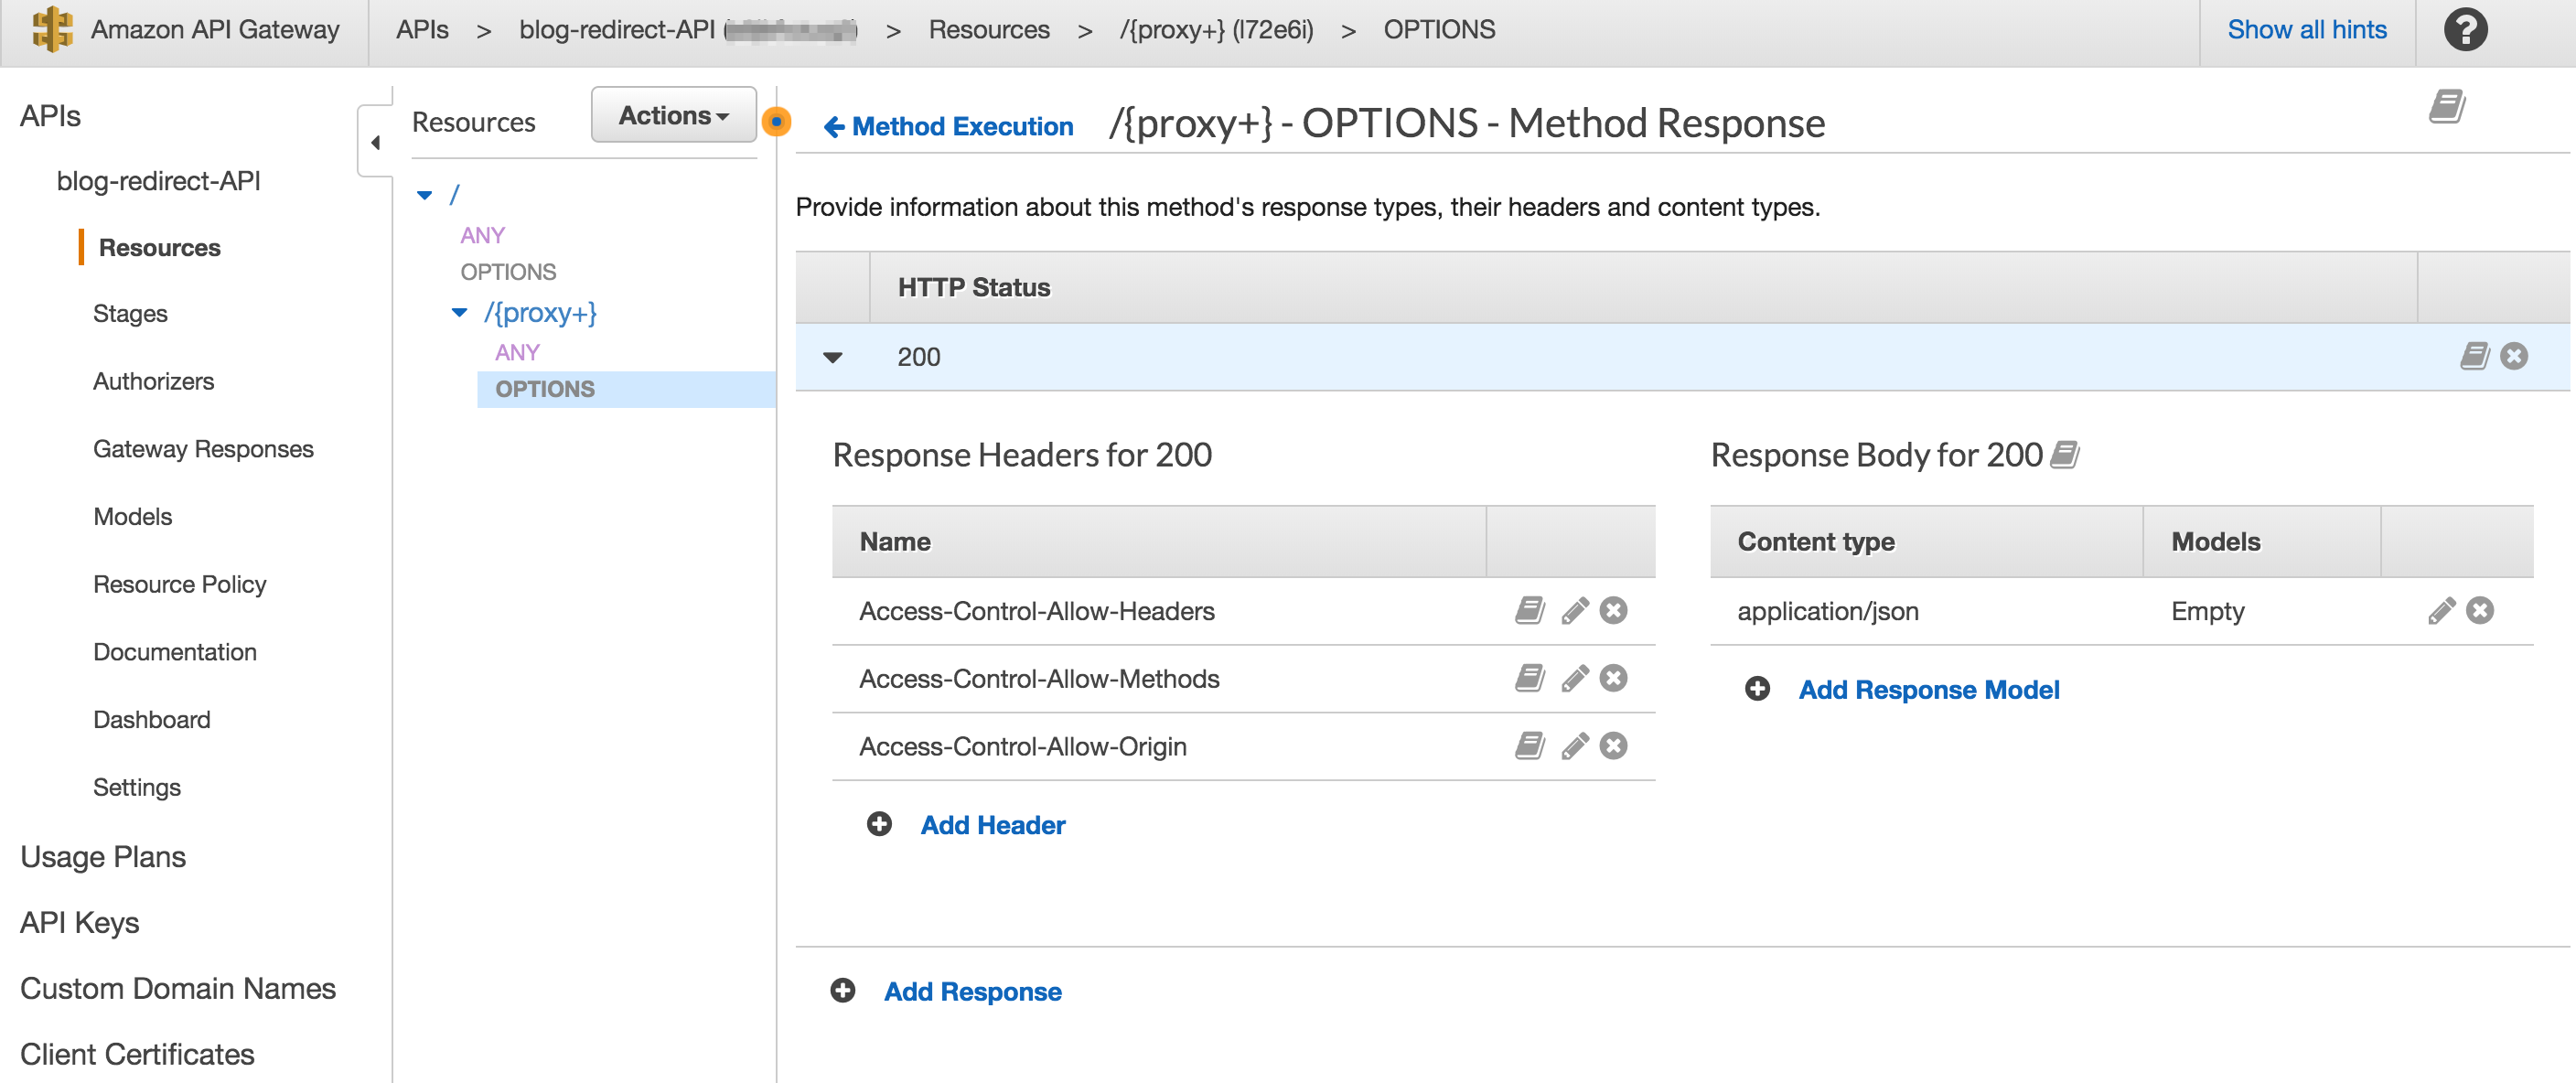 Amazon API Gateway APIs > blog-redirect-API ( ) > Resources > /{proxy+} (l72e6i) > OPTIONS Show all hints ?
APIs
blog-redirect-API
Resources
Stages
Authorizers
Gateway Responses
Models
Resource Policy
Documentation
Dashboard
Settings
Usage Plans
API Keys
Custom Domain Names
Client Certificates
Resources
Actions
/
ANY
OPTIONS
/{proxy+}
ANY
OPTIONS
Method Execution /{proxy+} - OPTIONS - Method Response
Provide information about this method's response types, their headers and content types.
HTTP Status
200
Response Headers for 200
Name
Access-Control-Allow-Headers
Access-Control-Allow-Methods
Access-Control-Allow-Origin
Add Header
Response Body for 200
Content type Models
application/json Empty
Add Response Model
Add Response